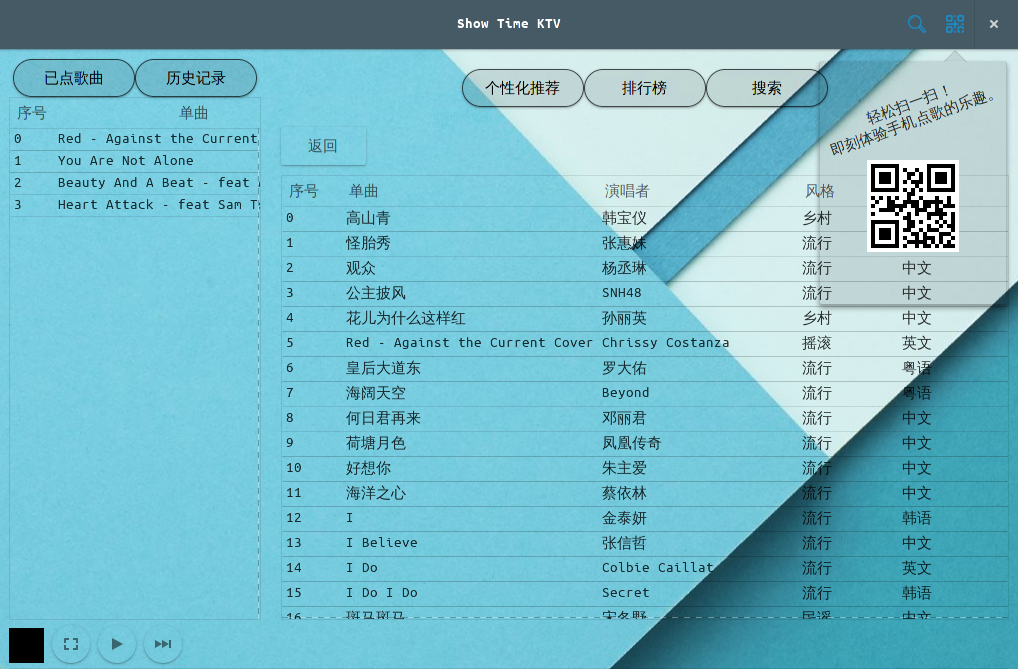 Show Time KTV
已点歌曲 历史记录
个性化推荐 排行榜 搜索
轻松扫一扫！
即刻体验手机点歌的乐趣。
序号 单曲
0 Red - Against the Current
1 You Are Not Alone
2 Beauty And A Beat - feat
3 Heart Attack - feat Sam
返回
序号 单曲 演唱者 风格
0 高山青 韩宝仪 乡村
1 怪胎秀 张惠妹 流行
2 观众 杨丞琳 流行 中文
3 公主披风 SNH48 流行 中文
4 花儿为什么这样红 孙丽英 乡村 中文
5 Red - Against the Current Cover Chrissy Costanza 摇滚 英文
6 皇后大道东 罗大佑 流行 粤语
7 海阔天空 Beyond 流行 粤语
8 何日君再来 邓丽君 流行 中文
9 荷塘月色 凤凰传奇 流行 中文
10 好想你 朱主爱 流行 中文
11 海洋之心 蔡依林 流行 中文
12 I 金泰妍 流行 韩语
13 I Believe 张信哲 流行 中文
14 I Do Colbie Caillat 流行 英文
15 I Do I Do Secret 流行 韩语
16 斑马斑马 宋冬野 民谣 中文